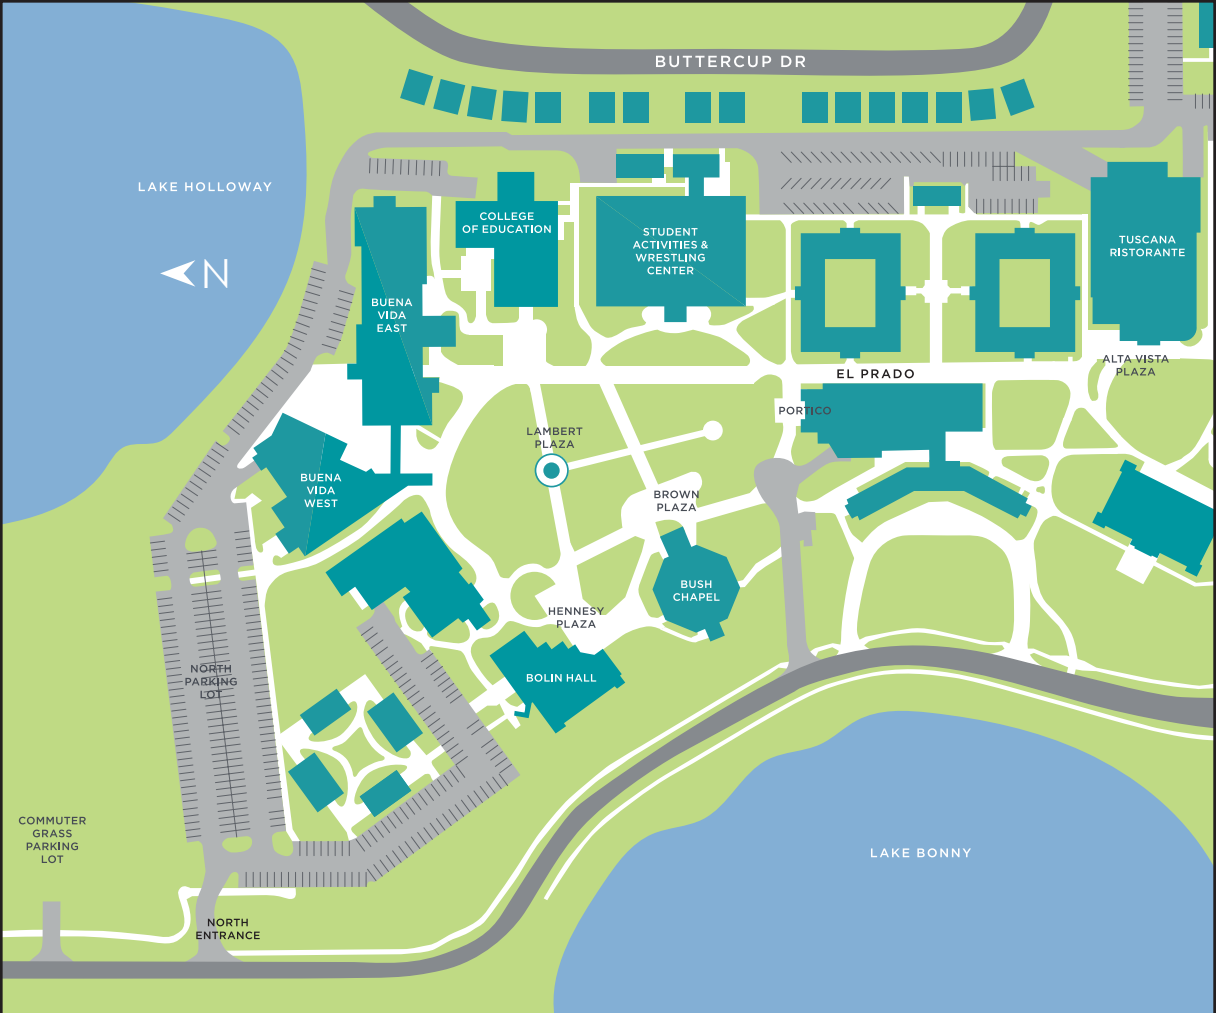 BUTTERCUP DR
LAKE HOLLOWAY
N
COLLEGE
OF EDUCATION
STUDENT
ACTIVITIES &
WRESTLING
CENTER
TUSCANA
RISTORANTE
BUENA
VIDA
EAST
EL PRADO
ALTA VISTA
PLAZA
PORTICO
LAMBERT
PLAZA
BUENA
VIDA
WEST
BROWN
PLAZA
BUSH
CHAPEL
HENNESY
PLAZA
BOLIN HALL
NORTH
PARKING
LOT
COMMUTER
GRASS
PARKING
LOT
LAKE BONNY
NORTH
ENTRANCE